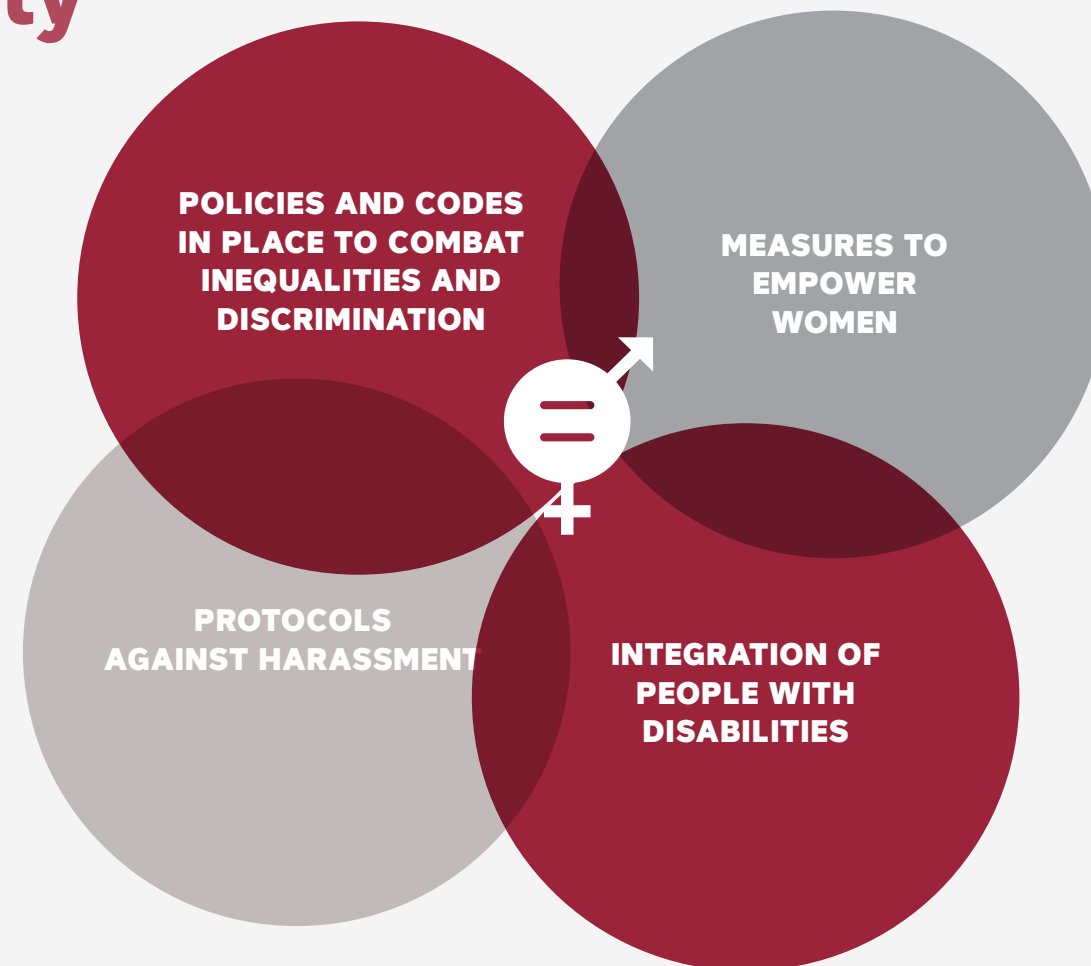 ty
POLICIES AND CODES
IN PLACE TO COMBAT
INEQUALITIES AND
DISCRIMINATION
MEASURES TO
EMPOWER
WOMEN
PROTOCOLS
AGAINST HARASSMENT
INTEGRATION OF
PEOPLE WITH
DISABILITIES